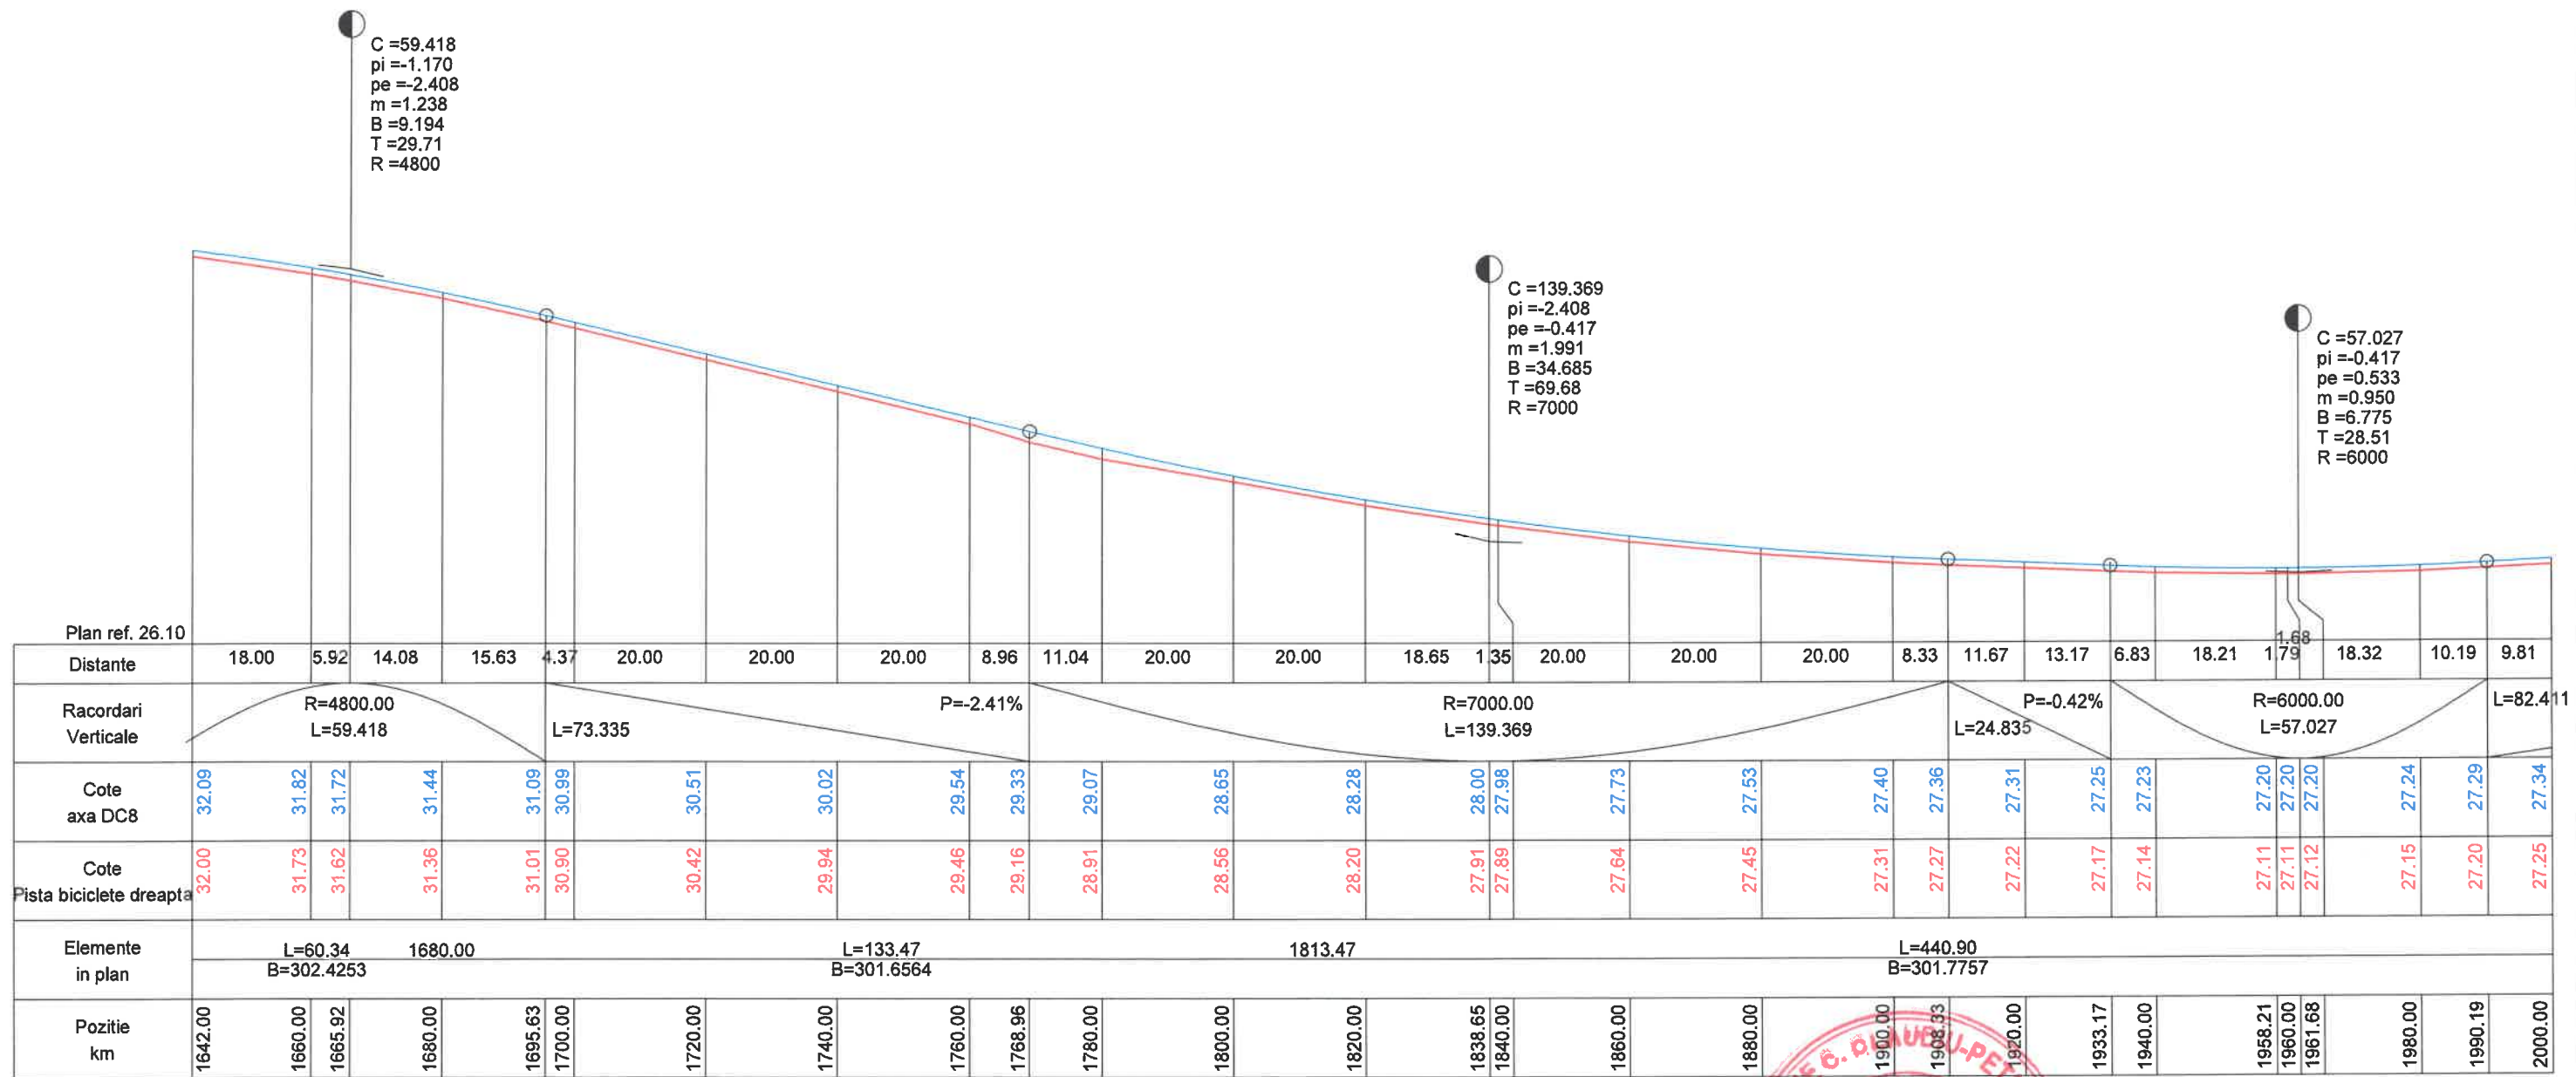 C =59.418
pi =-1.170
pe =-2.408
m =1.238
B =9.194
T =29.71
R =4800
C =139.369
pi =-2.408
pe =-0.417
m =1.991
B =34.685
T =69.68
R =7000
C =57.027
pi =-0.417
pe =0.533
m =0.950
B =6.775
T =28.51
R =6000
Plan ref. 26.10
Distante 18.00 5.92 14.08 15.63 4.37 20.00 20.00 20.00 8.96 11.04 20.00 20.00 18.65 1.35 20.00 20.00 20.00 8.33 11.67 13.17 6.83 18.21 1.79 1.68 18.32 10.19 9.81
Racordari
Verticale
R=4800.00
L=59.418
L=73.335
P=-2.41%
R=7000.00
L=139.369
L=24.835
P=-0.42%
R=6000.00
L=57.027
L=82.411
Cote
axa DC8
32.09 31.82 31.72 31.44 31.09 30.99 30.51 30.02 29.54 29.33 29.07 28.65 28.28 28.00 27.98 27.73 27.53 27.40 27.36 27.31 27.25 27.23 27.20 27.20 27.20 27.24 27.29 27.34
Cote
Pista biciclete dreapta
32.00 31.73 31.62 31.36 31.01 30.90 30.42 29.94 29.46 29.16 28.91 28.56 28.20 27.91 27.89 27.64 27.45 27.31 27.27 27.22 27.17 27.14 27.11 27.11 27.12 27.15 27.20 27.25
Elemente
in plan
L=60.34 1680.00 L=133.47 1813.47 L=440.90
B=302.4253 B=301.6564 B=301.7757
Pozitie
km
1642.00 1660.00 1665.92 1680.00 1695.63 1700.00 1720.00 1740.00 1760.00 1768.96 1780.00 1800.00 1820.00 1838.65 1840.00 1860.00 1880.00 1900.00 1908.33 1920.00 1933.17 1940.00 1958.21 1960.00 1961.68 1980.00 1990.19 2000.00